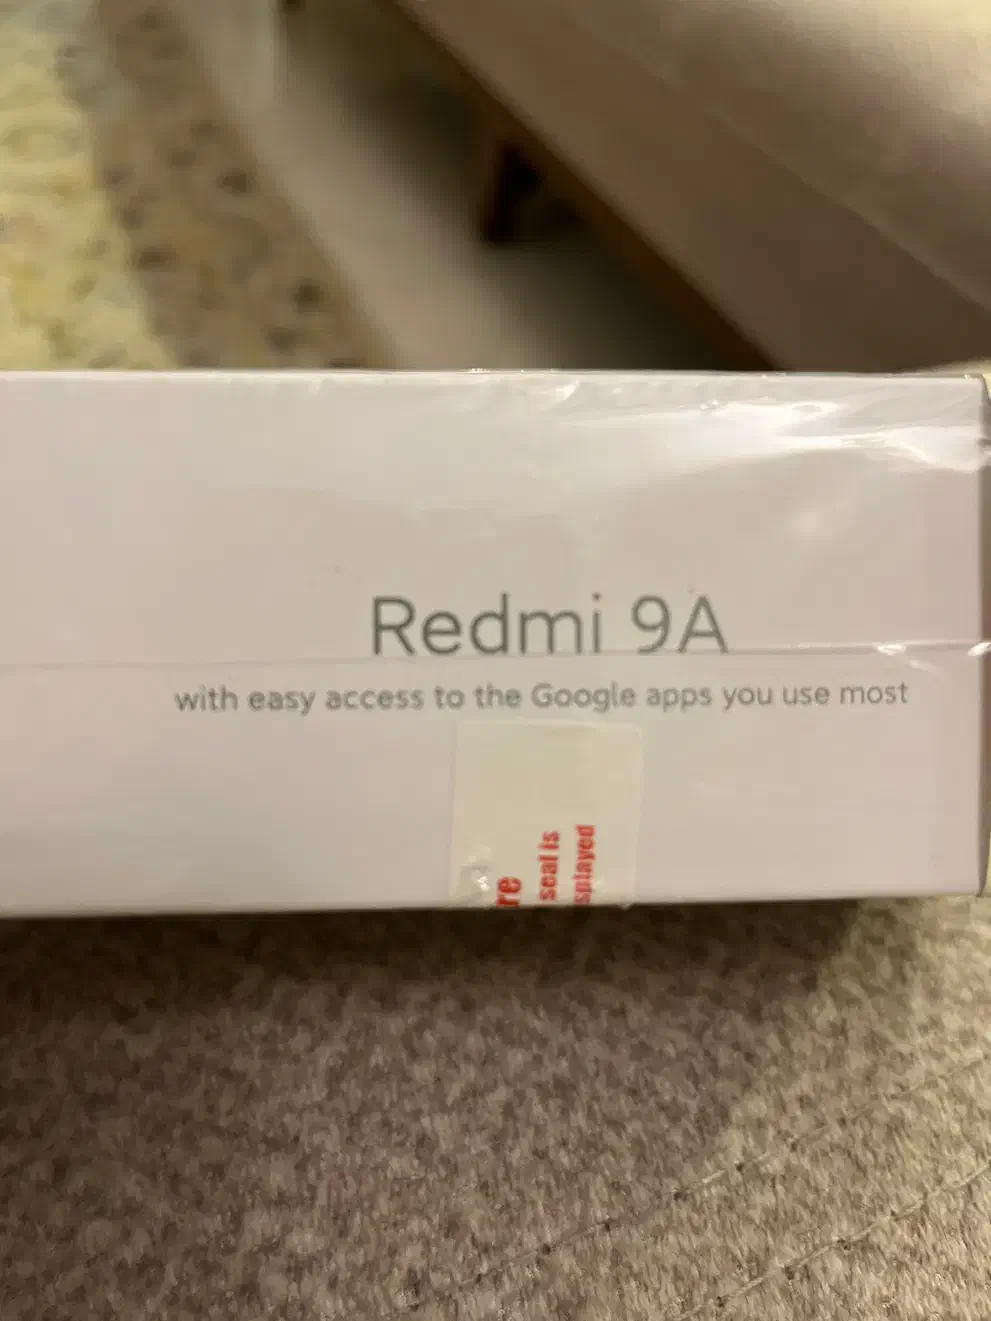 Redmi 9A
with easy access to the Google apps you use most
re
seal is
splayed